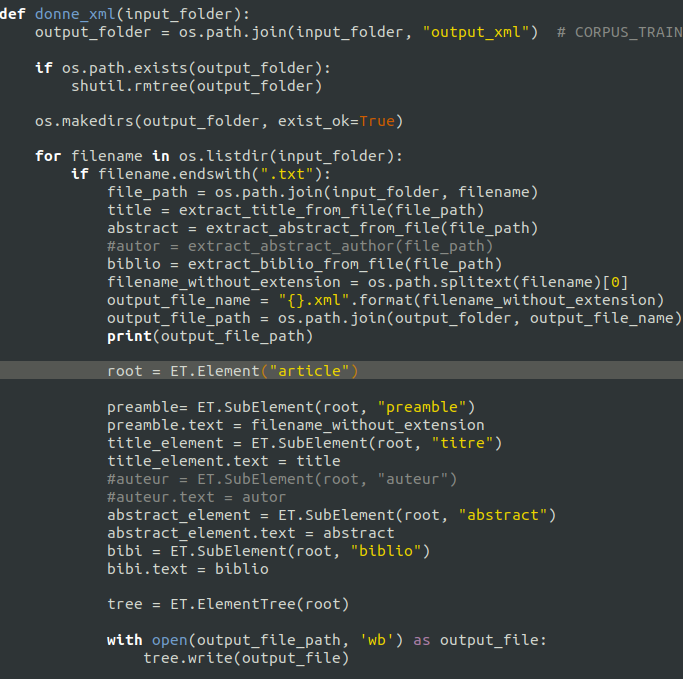 def donne_xml(input_folder):
    output_folder = os.path.join(input_folder, "output_xml")  # CORPUS_TRAIN
    if os.path.exists(output_folder):
        shutil.rmtree(output_folder)
    os.makedirs(output_folder, exist_ok=True)
    for filename in os.listdir(input_folder):
        if filename.endswith(".txt"):
            file_path = os.path.join(input_folder, filename)
            title = extract_title_from_file(file_path)
            abstract = extract_abstract_from_file(file_path)
            #autor = extract_abstract_author(file_path)
            biblio = extract_biblio_from_file(file_path)
            filename_without_extension = os.path.splitext(filename)[0]
            output_file_name = "{}.xml".format(filename_without_extension)
            output_file_path = os.path.join(output_folder, output_file_name)
            print(output_file_path)
            root = ET.Element("article")
            preamble= ET.SubElement(root, "preamble")
            preamble.text = filename_without_extension
            title_element = ET.SubElement(root, "titre")
            title_element.text = title
            #auteur = ET.SubElement(root, "auteur")
            #auteur.text = autor
            abstract_element = ET.SubElement(root, "abstract")
            abstract_element.text = abstract
            bibi = ET.SubElement(root, "biblio")
            bibi.text = biblio
            tree = ET.ElementTree(root)
            with open(output_file_path, 'wb') as output_file:
                tree.write(output_file)